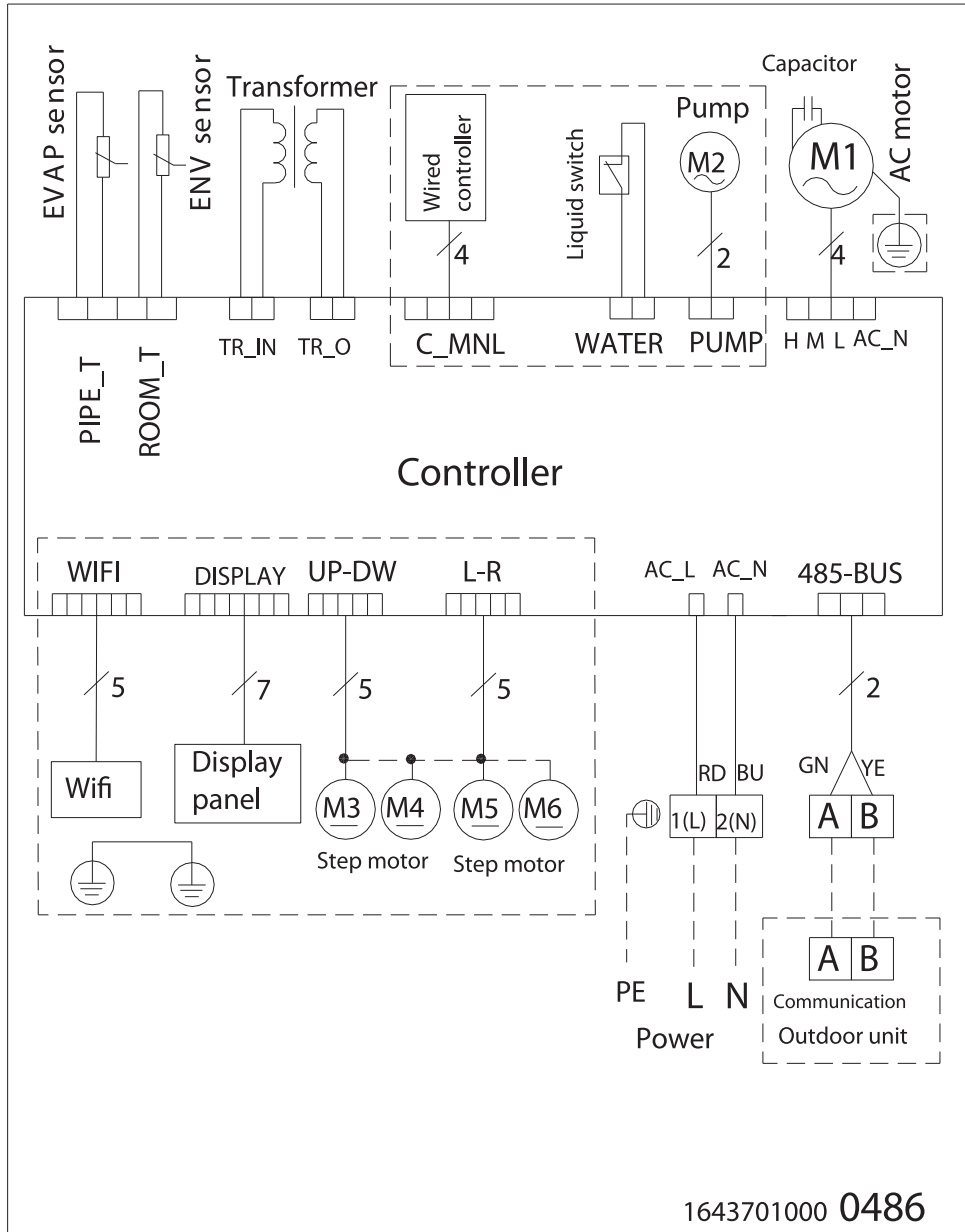 EVAP sensor
ENV sensor
Transformer
Wired
controller
4
Liquid switch
Pump
M2
2
Capacitor
M1
AC motor
4
PIPE_T
ROOM_T
TR_IN
TR_O
C_MNL
WATER
PUMP
H M L AC_N
Controller
WIFI
DISPLAY
UP-DW
L-R
AC_L
AC_N
485-BUS
5
7
5
5
2
Wifi
Display
panel
M3
M4
M5
M6
Step motor
Step motor
RD
BU
1(L)
2(N)
GN
YE
A
B
PE
L
N
Power
A
B
Communication
Outdoor unit
1643701000 0486